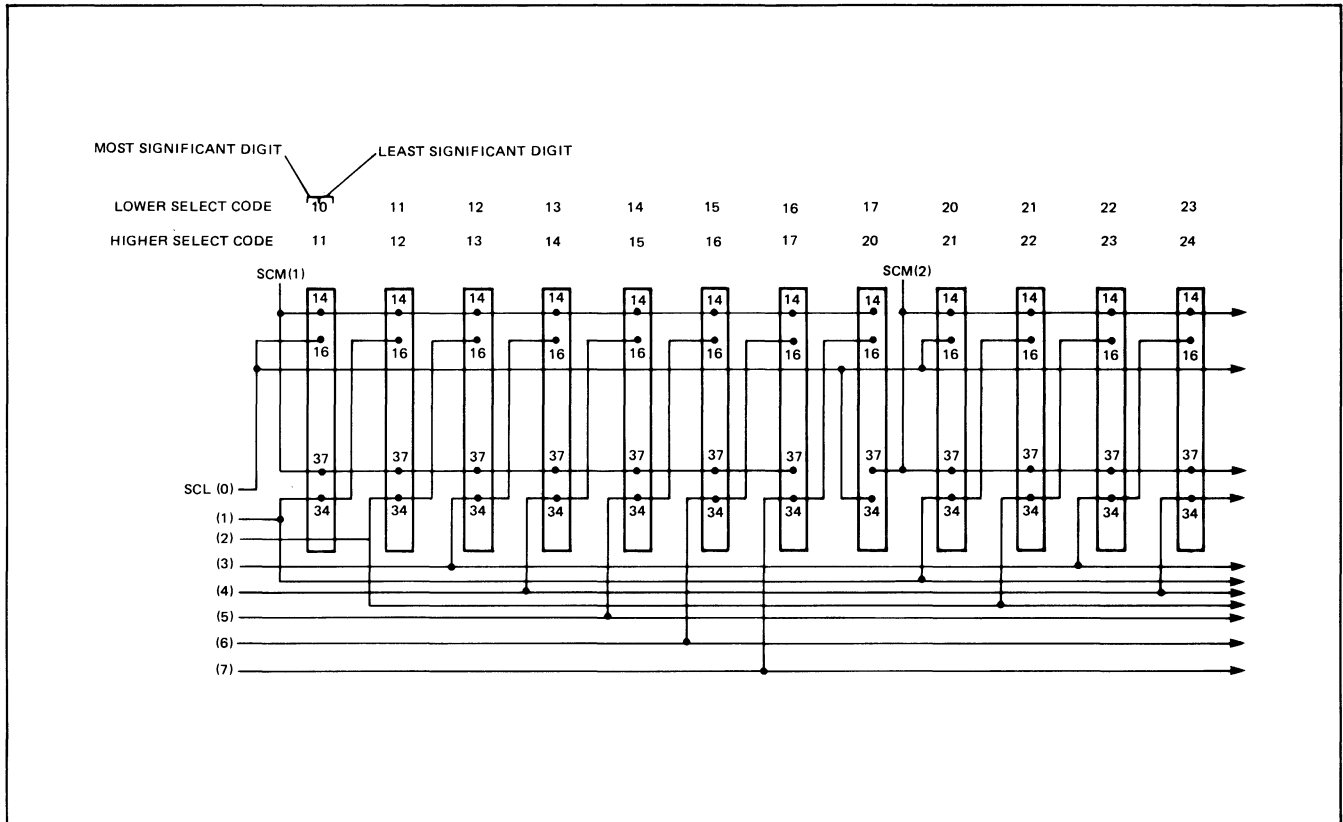 MOST SIGNIFICANT DIGIT LEAST SIGNIFICANT DIGIT
LOWER SELECT CODE 10 11 12 13 14 15 16 17 20 21 22 23
HIGHER SELECT CODE 11 12 13 14 15 16 17 20 21 22 23 24
SCM(1) SCM(2)
14 14 14 14 14 14 14 14 14 14 14 14
16 16 16 16 16 16 16 16 16 16 16 16
37 37 37 37 37 37 37 37 37 37 37 37
SCL (0)
34 34 34 34 34 34 34 34 34 34 34 34
(1)
(2)
(3)
(4)
(5)
(6)
(7)